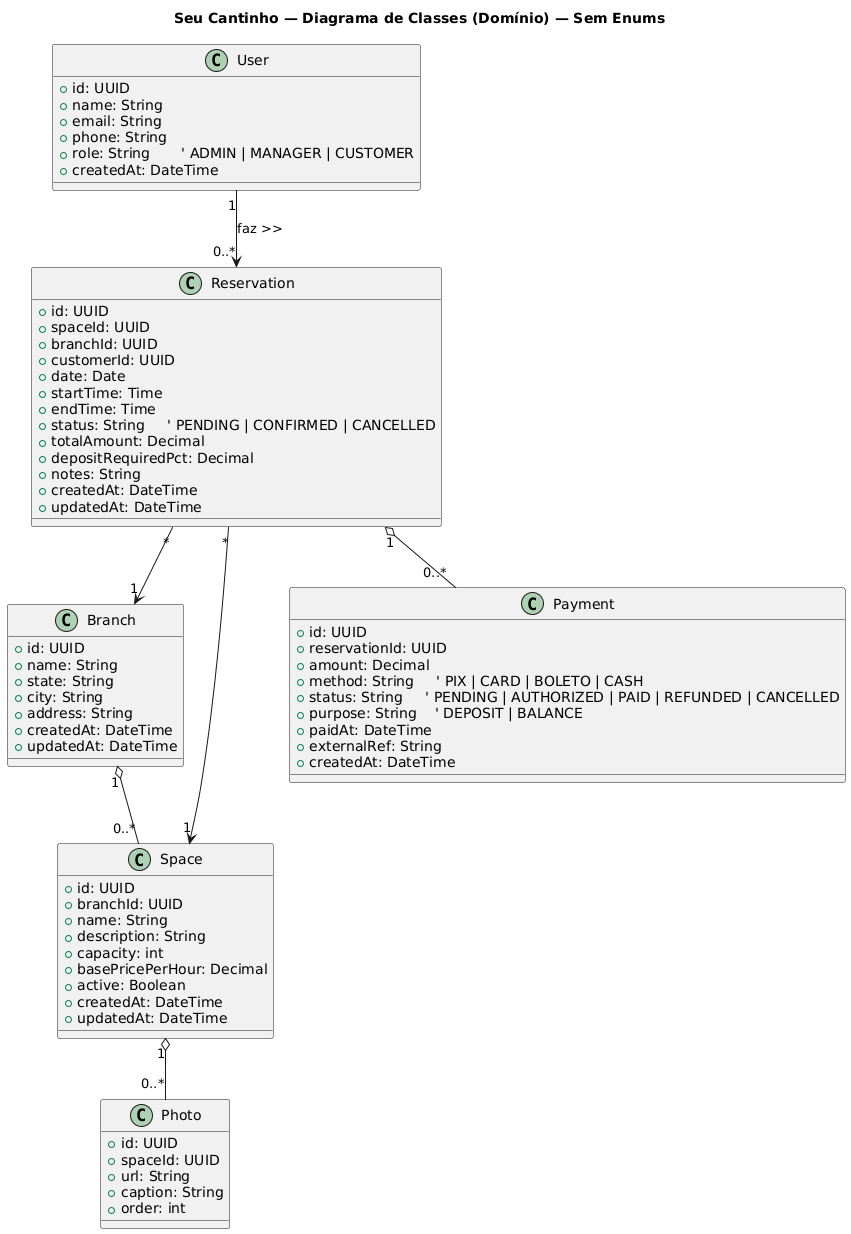 Seu Cantinho — Diagrama de Classes (Domínio) — Sem Enums
C User
id: UUID
name: String
email: String
phone: String
role: String ' ADMIN | MANAGER | CUSTOMER
createdAt: DateTime
1
faz >>
0..*
C Reservation
id: UUID
spaceId: UUID
branchId: UUID
customerId: UUID
date: Date
startTime: Time
endTime: Time
status: String ' PENDING | CONFIRMED | CANCELLED
totalAmount: Decimal
depositRequiredPct: Decimal
notes: String
createdAt: DateTime
updatedAt: DateTime
* * 1
1 0..*
C Branch
id: UUID
name: String
state: String
city: String
address: String
createdAt: DateTime
updatedAt: DateTime
C Payment
id: UUID
reservationId: UUID
amount: Decimal
method: String ' PIX | CARD | BOLETO | CASH
status: String ' PENDING | AUTHORIZED | PAID | REFUNDED | CANCELLED
purpose: String ' DEPOSIT | BALANCE
paidAt: DateTime
externalRef: String
createdAt: DateTime
1
0..* 1
C Space
id: UUID
branchId: UUID
name: String
description: String
capacity: int
basePricePerHour: Decimal
active: Boolean
createdAt: DateTime
updatedAt: DateTime
1
0..*
C Photo
id: UUID
spaceId: UUID
url: String
caption: String
order: int